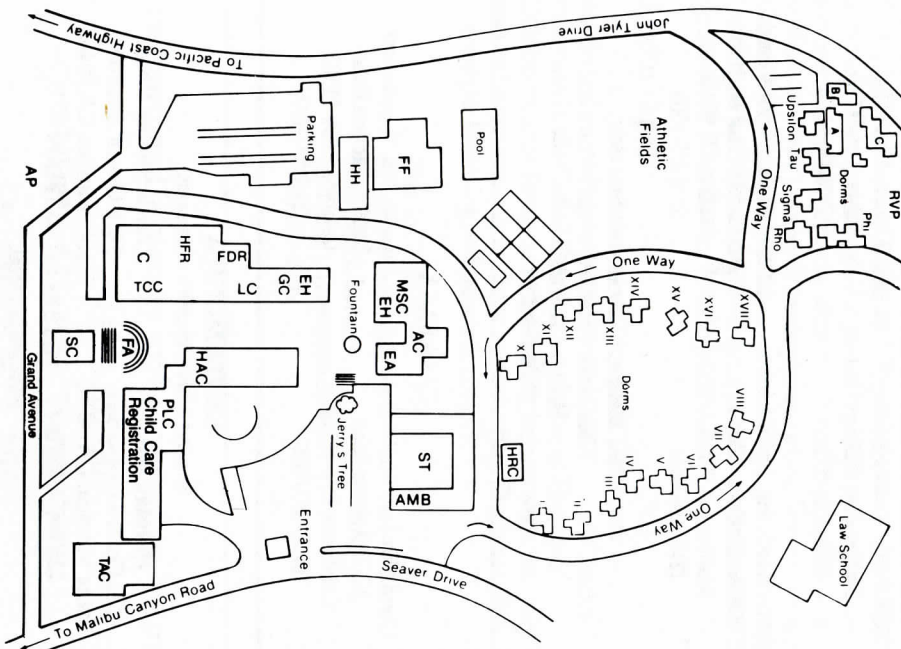 To Pacific Coast Highway
John Tyler Drive
B
A
C
Upsilon
Tau
Dorms
Sigma
Rho
Phi
RVP
One Way
Parking
HH
FF
Pool
Athletic
Fields
AP
HFR
C
TCC
FDR
LC
GC
EH
Fountain
MSC
EH
AC
EA
One Way
XIV
XV
XVI
XVII
XIII
XII
XI
X
Dorms
VIII
VII
VI
V
IV
III
II
I
HRC
One Way
SC
FA
HAC
PLC
Child Care
Registration
Jerry's Tree
ST
AMB
Law School
Grand Avenue
TAC
Entrance
Seaver Drive
To Malibu Canyon Road